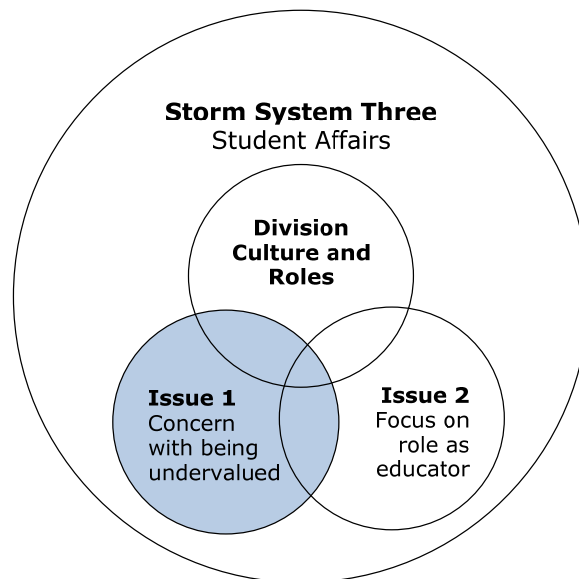 Storm System Three
Student Affairs
Division
Culture and
Roles
Issue 1
Concern
with being
undervalued
Issue 2
Focus on
role as
educator